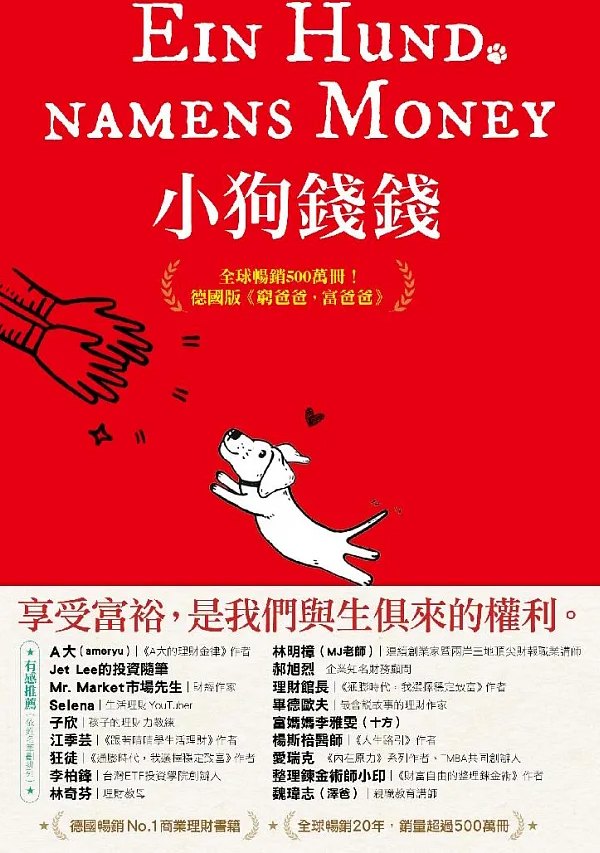 EIN HUND
NAMENS MONEY
小狗錢錢
全球暢銷500萬冊！
德國版《窮爸爸，富爸爸》
享受富裕，是我們與生俱來的權利。
有感推薦
A大（ameryu）｜《A大的理財金律》作者
Jet Lee的投資隨筆
Mr. Market市場先生｜財經作家
Selena｜生活理財 YouTuber
子欣｜孩子的理財力教練
江季芸｜《跟著晴晴學生活理財》作者
狂徒｜《通膨時代，我選擇穩定致富》作者
李柏鋒｜台灣ETF投資學院創辦人
林奇芬｜理財教母
林明樟（MJ老師）｜連續創業家暨兩岸三地頂尖財報職業講師
郝旭烈｜企業知名財務顧問
理財館長｜《通膨時代，我選擇穩定致富》作者
畢德歐夫｜最會說故事的理財作家
富媽媽李雅雯（十方）
楊斯棓醫師｜《人生路引》作者
愛瑞克｜《內在原力》系列作者、TMBA共同創辦人
整理鍊金術師小印｜《財富自由的整理鍊金術》作者
魏瑋志（澤爸）｜親職教育講師
德國暢銷No.1商業理財書籍
全球暢銷20年，銷量超過500萬冊